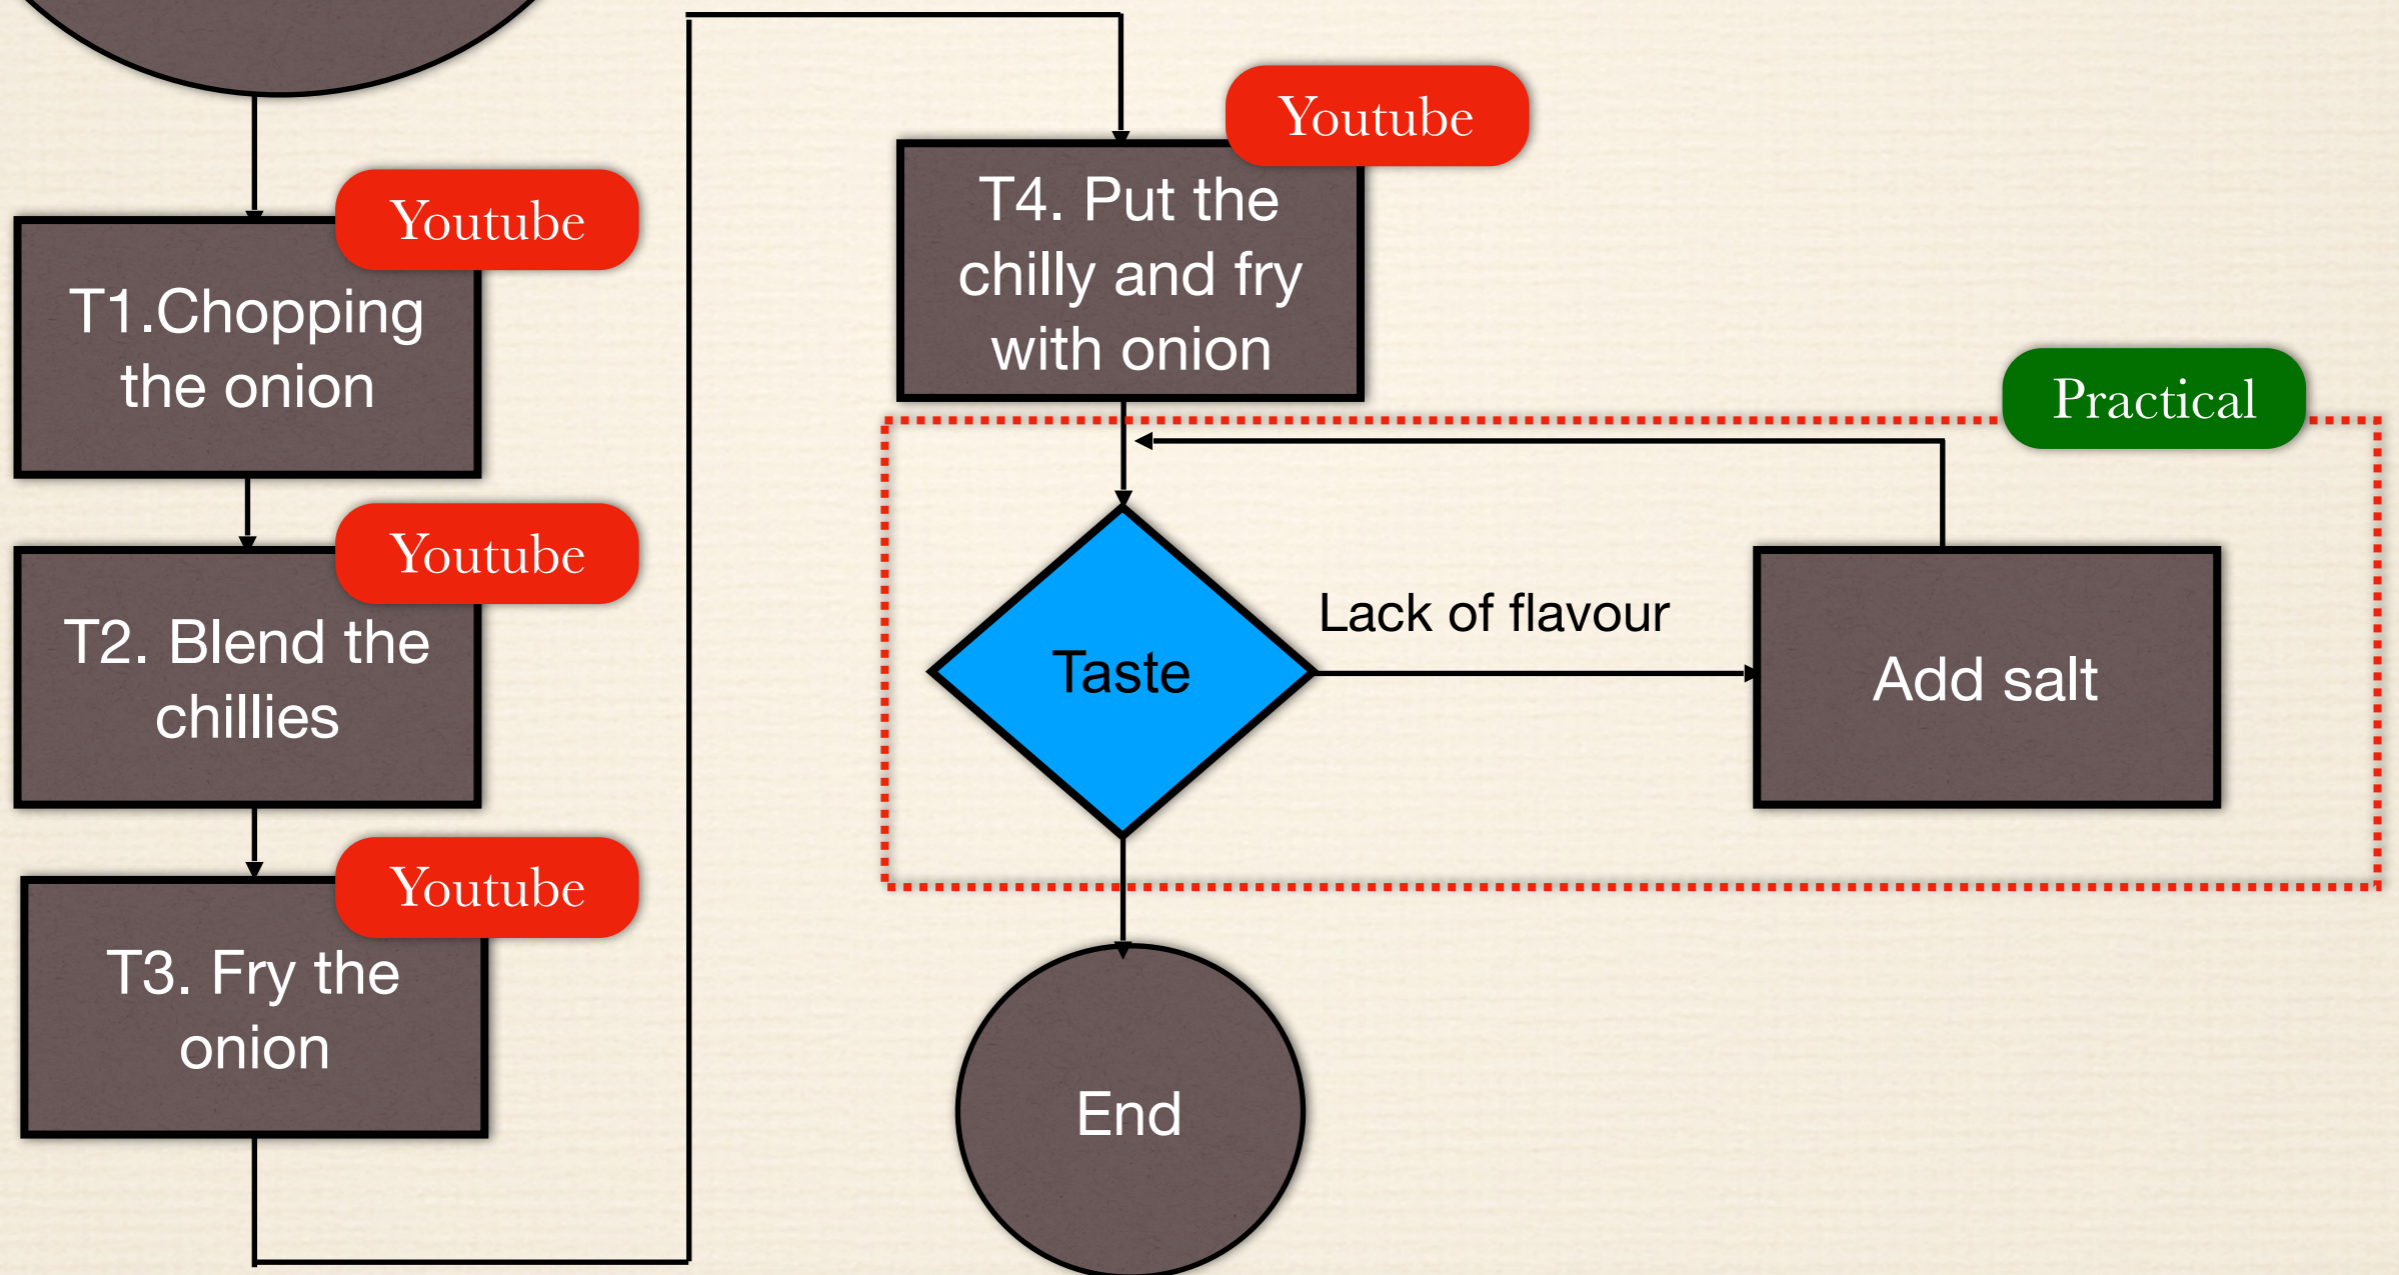 Youtube
T1.Chopping
the onion
Youtube
T2. Blend the
chillies
Youtube
T3. Fry the
onion
Youtube
T4. Put the
chilly and fry
with onion
Practical
Taste
Lack of flavour
Add salt
End